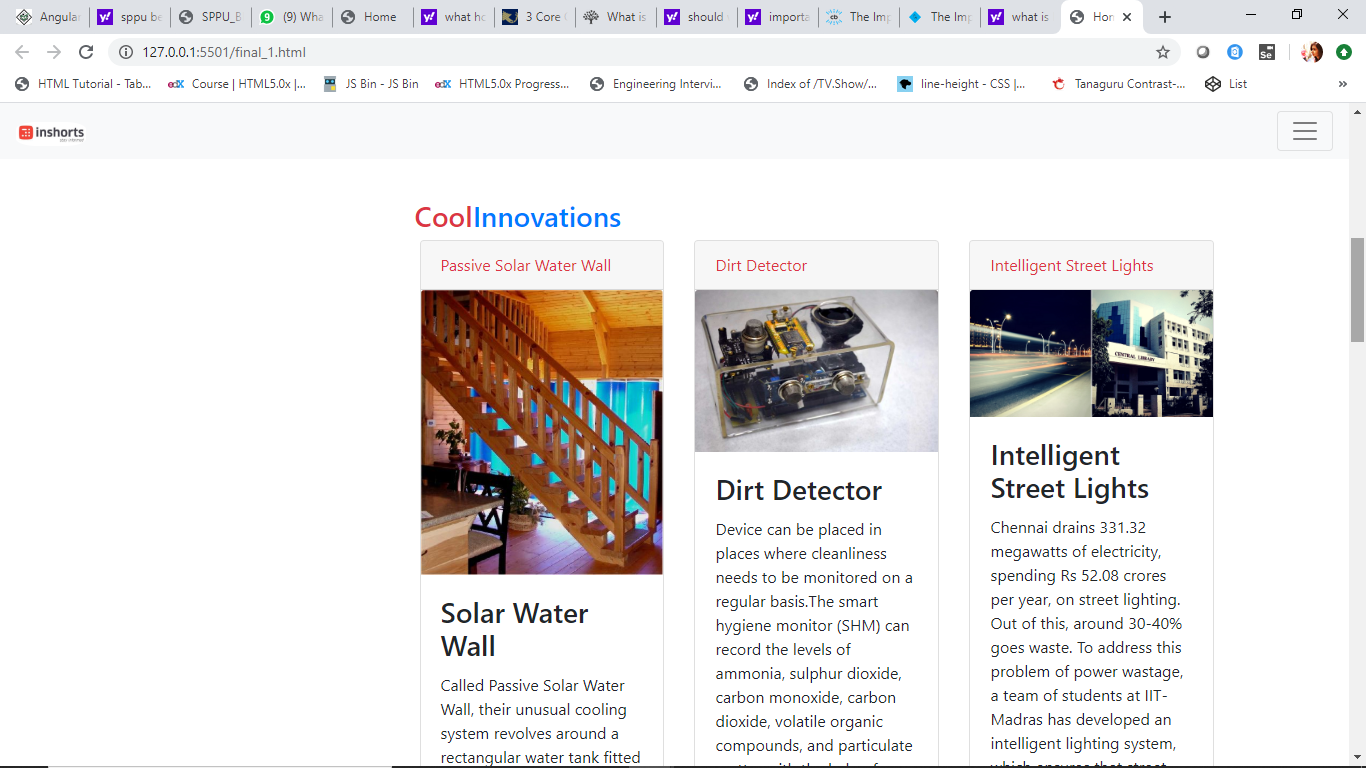 Angular
sppu be
SPPU_B
(9) Wha
Home
what ho
3 Core
What is
should
importa
The Imp
The Imp
what is
Hom
127.0.0.1:5501/final_1.html
Se
HTML Tutorial - Tab...
edX Course | HTML5.0x |...
JS Bin - JS Bin
edX HTML5.0x Progress...
Engineering Intervi...
Index of /TV.Show/...
line-height - CSS |...
Tanaguru Contrast-...
List
»
inshorts
CoolInnovations
Passive Solar Water Wall
Solar Water
Wall
Called Passive Solar Water
Wall, their unusual cooling
system revolves around a
rectangular water tank fitted
Dirt Detector
Dirt Detector
Device can be placed in
places where cleanliness
needs to be monitored on a
regular basis.The smart
hygiene monitor (SHM) can
record the levels of
ammonia, sulphur dioxide,
carbon monoxide, carbon
dioxide, volatile organic
compounds, and particulate
Intelligent Street Lights
CENTRAL LIBRARY
Intelligent
Street Lights
Chennai drains 331.32
megawatts of electricity,
spending Rs 52.08 crores
per year, on street lighting.
Out of this, around 30-40%
goes waste. To address this
problem of power wastage,
a team of students at IIT-
Madras has developed an
intelligent lighting system,